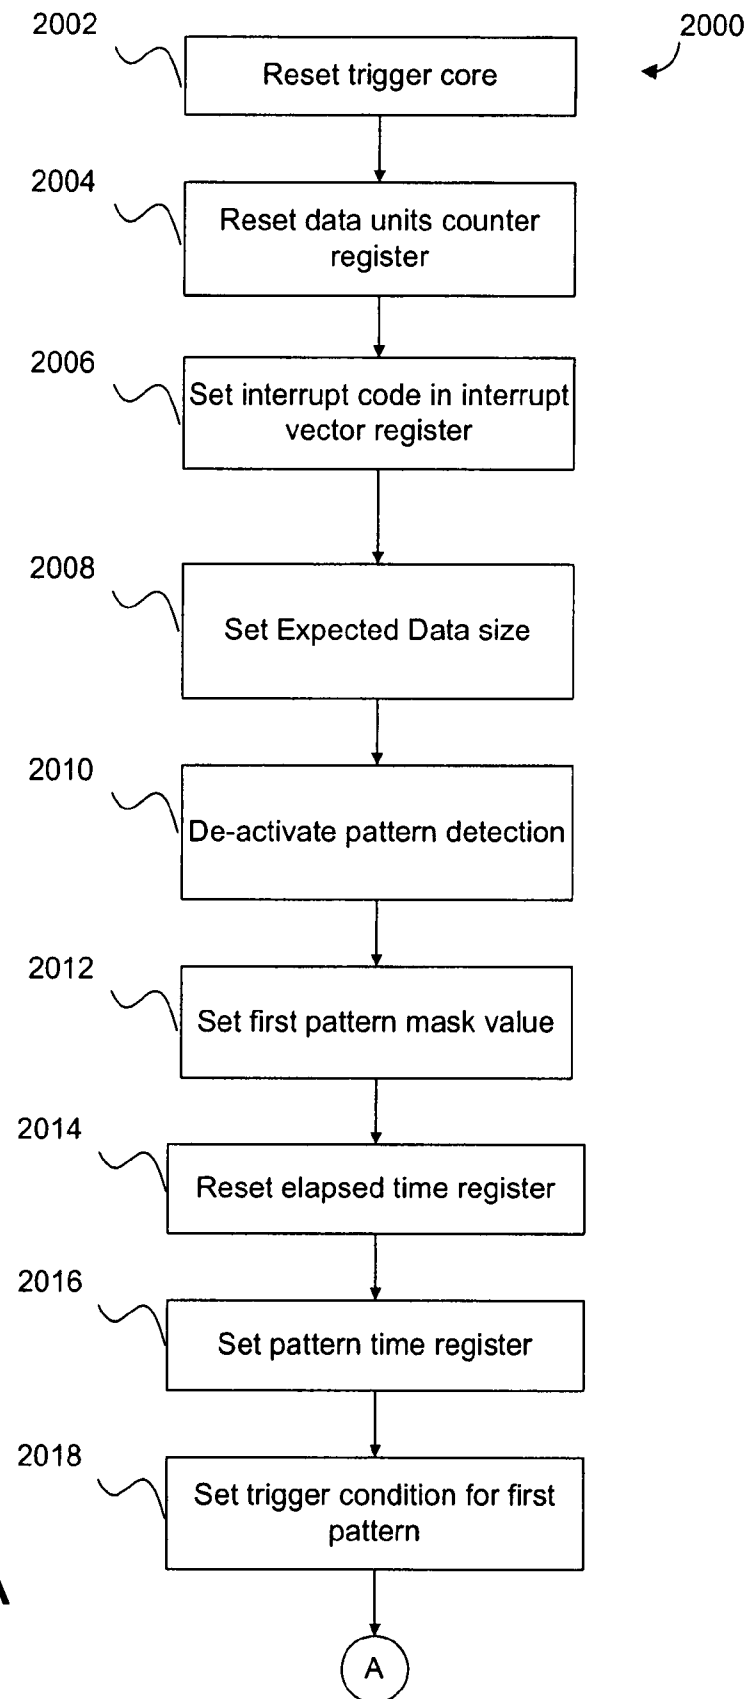 2002
2000
Reset trigger core
2004
Reset data units counter
register
2006
Set interrupt code in interrupt
vector register
2008
Set Expected Data size
2010
De-activate pattern detection
2012
Set first pattern mask value
2014
Reset elapsed time register
2016
Set pattern time register
2018
Set trigger condition for first
pattern
A
A